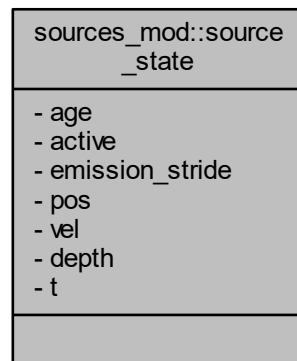 sources_mod::source
_state
- age
- active
- emission_stride
- pos
- vel
- depth
- t